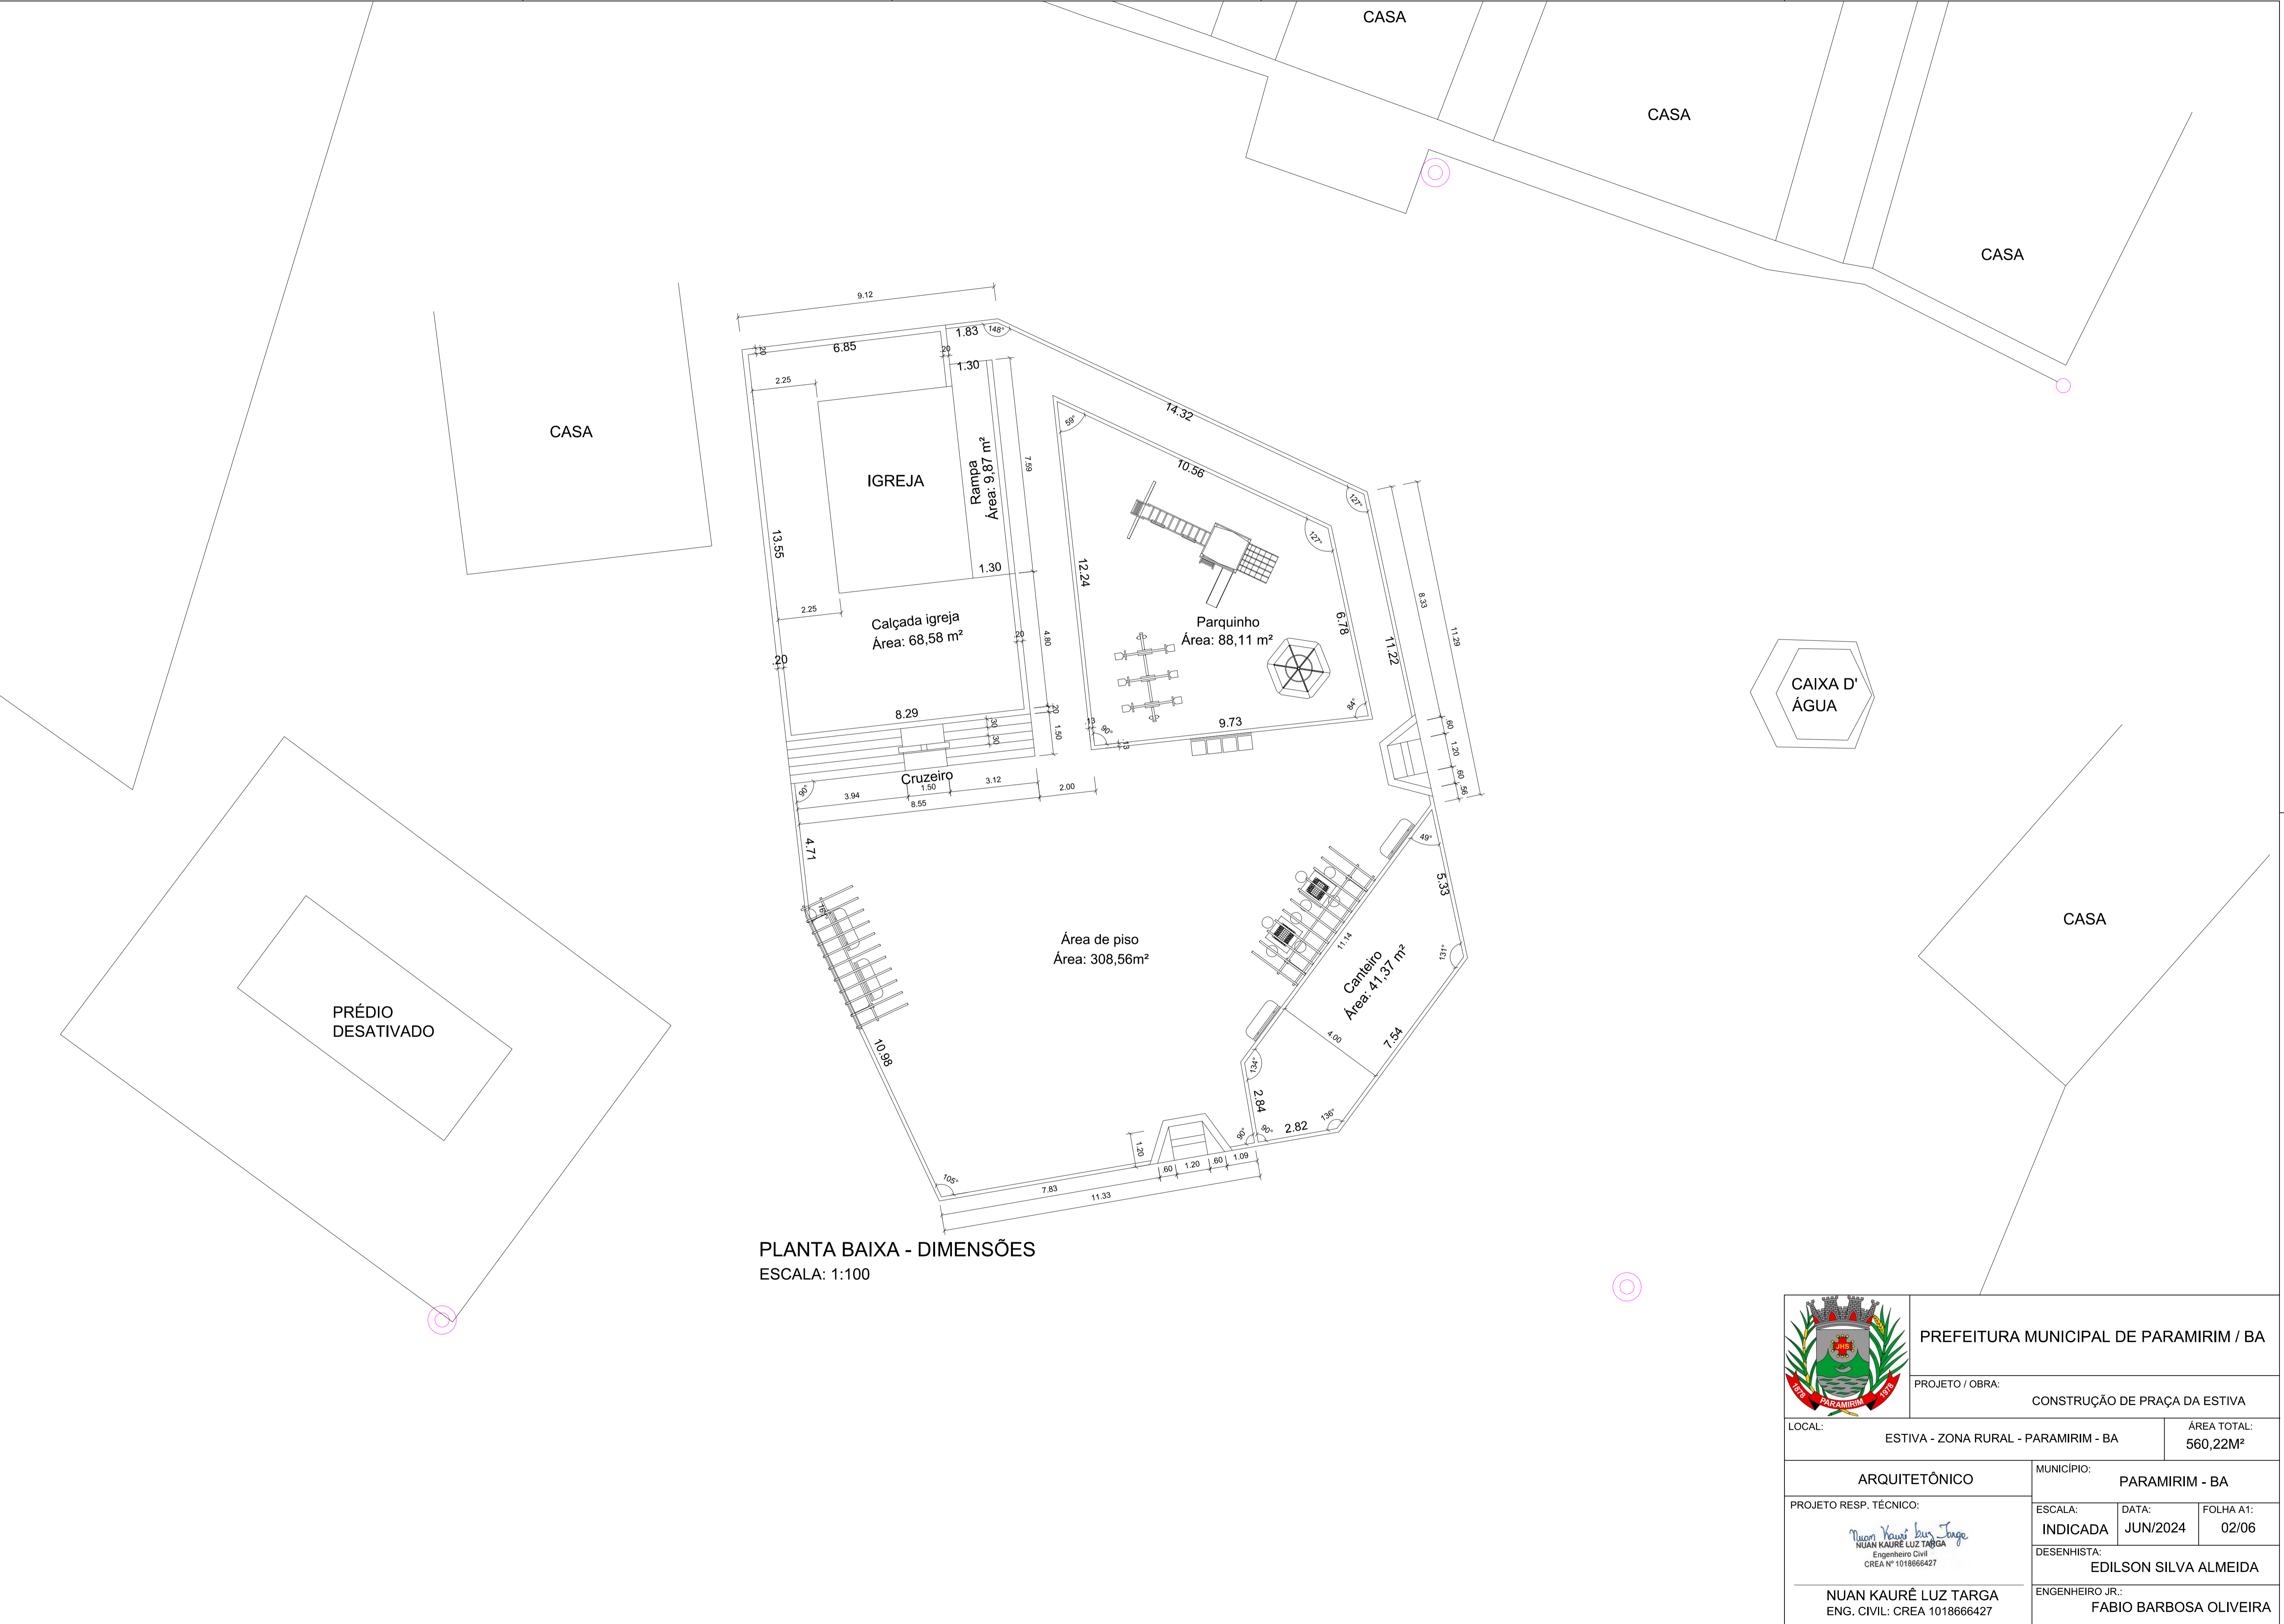 CASA
CASA
CASA
9.12
1.83
148°
.20
6.85
.20
1.30
2.25
14.32
59°
CASA
10.56
7.59
IGREJA
Rampa
Área: 9,87 m²
127°
127°
13.55
12.24
1.30
8.33
2.25
Calçada igreja
Área: 68,58 m²
.20
4.80
Parquinho
Área: 88,11 m²
6.78
11.22
11.29
.20
CAIXA D'
ÁGUA
84°
8.29
.30
.30
.20
1.50
.13
90°
.13
9.73
.60
1.20
.60
.56
Cruzeiro
90°
3.94
1.50
3.12
2.00
8.55
4.71
49°
5.33
167°
CASA
Área de piso
Área: 308,56m²
11.14
131°
Canteiro
Área: 41,37 m²
PRÉDIO
DESATIVADO
10.98
4.00
7.54
134°
2.84
136°
90°
90°
2.82
1.20
105°
.60
1.20
.60
1.09
7.83
11.33
PLANTA BAIXA - DIMENSÕES
ESCALA: 1:100
JHS
1878
PARAMIRIM
1978
PREFEITURA MUNICIPAL DE PARAMIRIM / BA
PROJETO / OBRA:
CONSTRUÇÃO DE PRAÇA DA ESTIVA
LOCAL:
ESTIVA - ZONA RURAL - PARAMIRIM - BA
ÁREA TOTAL:
560,22M²
ARQUITETÔNICO
MUNICÍPIO:
PARAMIRIM - BA
PROJETO RESP. TÉCNICO:
Nuan Kaurê Luz Targa
NUAN KAURÊ LUZ TARGA
Engenheiro Civil
CREA Nº 1018666427
NUAN KAURÊ LUZ TARGA
ENG. CIVIL: CREA 1018666427
ESCALA:
INDICADA
DATA:
JUN/2024
FOLHA A1:
02/06
DESENHISTA:
EDILSON SILVA ALMEIDA
ENGENHEIRO JR.:
FABIO BARBOSA OLIVEIRA